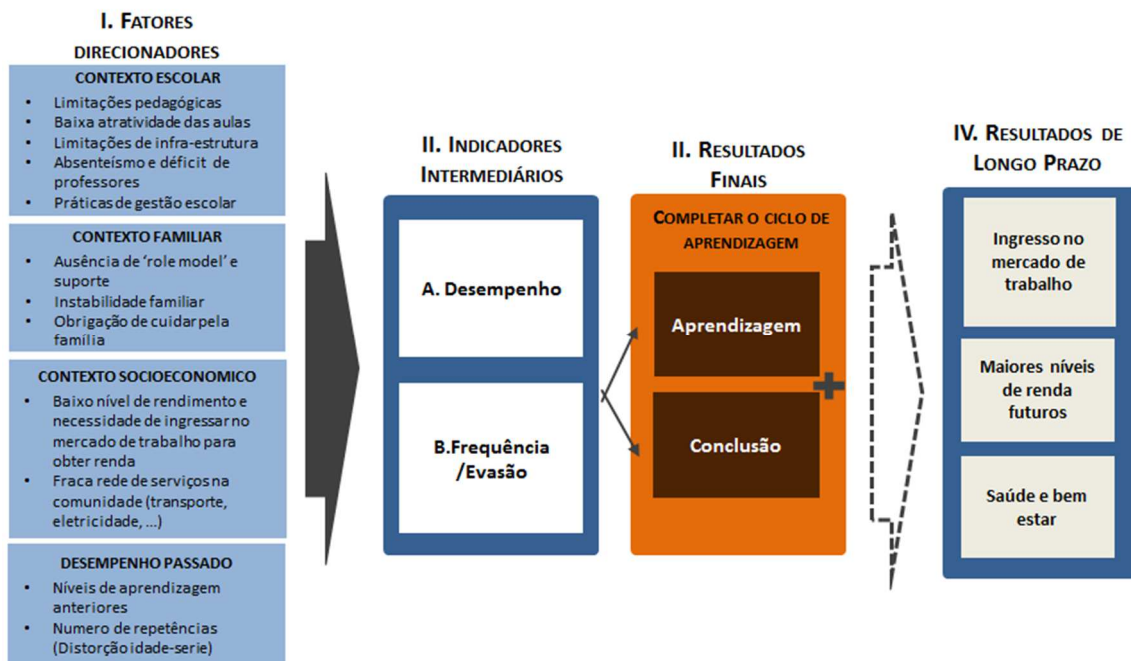 I. FATORES
DIRECIONADORES
CONTEXTO ESCOLAR
• Limitações pedagógicas
• Baixa atratividade das aulas
• Limitações de infra-estrutura
• Absenteísmo e déficit de
professores
• Práticas de gestão escolar
CONTEXTO FAMILIAR
• Ausência de 'role model' e
suporte
• Instabilidade familiar
• Obrigação de cuidar pela
família
CONTEXTO SOCIOECONOMICO
• Baixo nível de rendimento e
necessidade de ingressar no
mercado de trabalho para
obter renda
• Fraca rede de serviços na
comunidade (transporte,
eletricidade, ...)
DESEMPENHO PASSADO
• Níveis de aprendizagem
anteriores
• Numero de repetências
(Distorção idade-serie)
II. INDICADORES
INTERMEDIÁRIOS
A. Desempenho
B.Frequência
/Evasão
II. RESULTADOS
FINAIS
COMPLETAR O CICLO DE
APRENDIZAGEM
Aprendizagem
+
Conclusão
IV. RESULTADOS DE
LONGO PRAZO
Ingresso no
mercado de
trabalho
Maiores níveis
de renda
futuros
Saúde e bem
estar